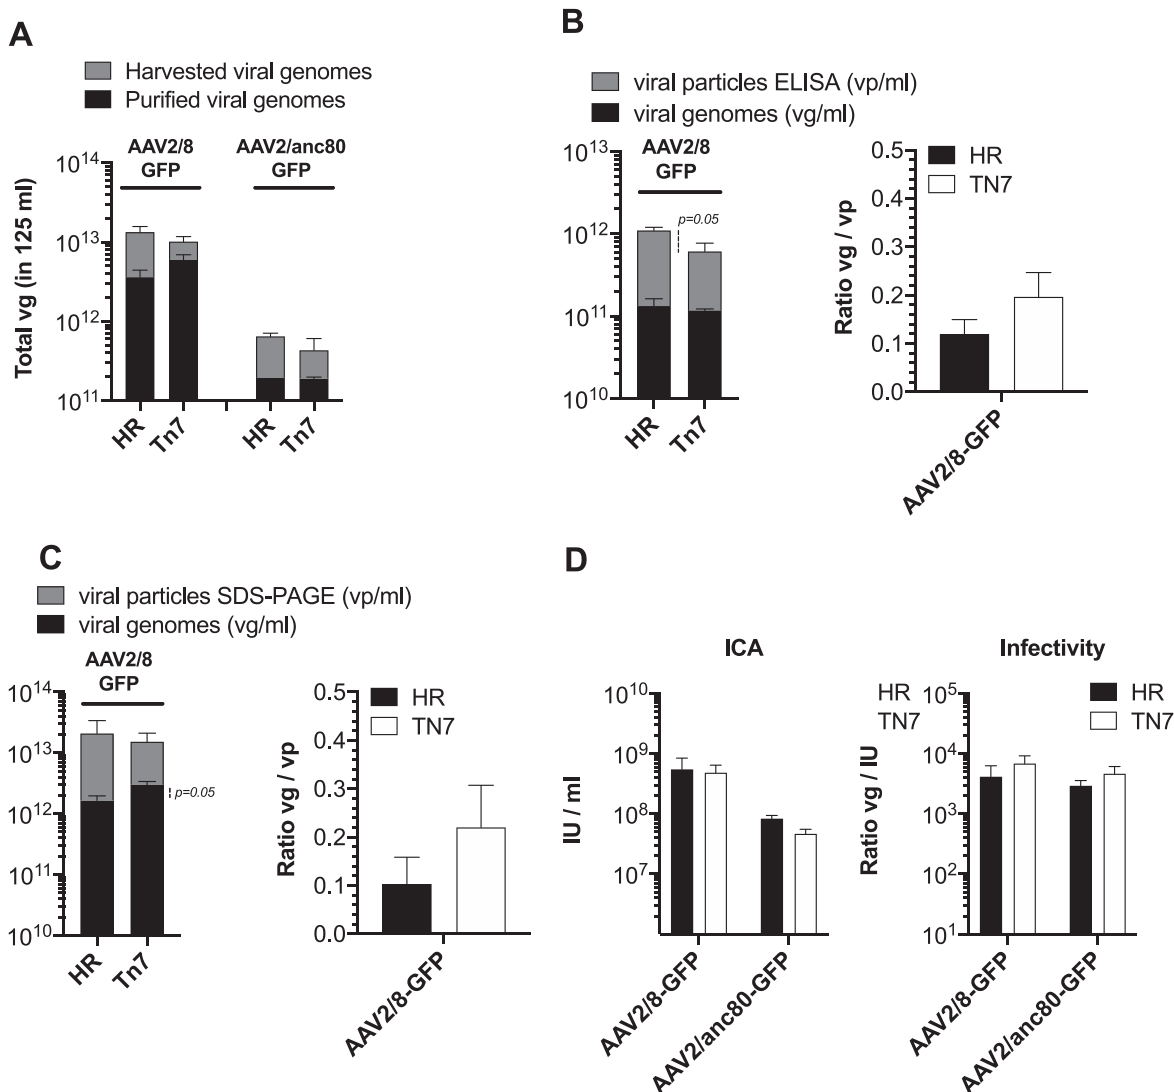 A
Harvested viral genomes
Purified viral genomes
AAV2/8
GFP
AAV2/anc80
GFP
Total vg (in 125 ml)
10^14
10^13
10^12
10^11
HR
Tn7
HR
Tn7
B
viral particles ELISA (vp/ml)
viral genomes (vg/ml)
AAV2/8
GFP
10^13
10^12
10^11
10^10
p=0.05
HR
Tn7
Ratio vg / vp
0.5
0.4
0.3
0.2
0.1
0.0
HR
TN7
AAV2/8-GFP
C
viral particles SDS-PAGE (vp/ml)
viral genomes (vg/ml)
AAV2/8
GFP
10^14
10^13
10^12
10^11
10^10
p=0.05
HR
Tn7
Ratio vg / vp
0.5
0.4
0.3
0.2
0.1
0.0
HR
TN7
AAV2/8-GFP
D
ICA
IU / ml
10^10
10^9
10^8
10^7
HR
TN7
AAV2/8-GFP
AAV2/anc80-GFP
Infectivity
Ratio vg / IU
10^5
10^4
10^3
10^2
10^1
HR
TN7
AAV2/8-GFP
AAV2/anc80-GFP